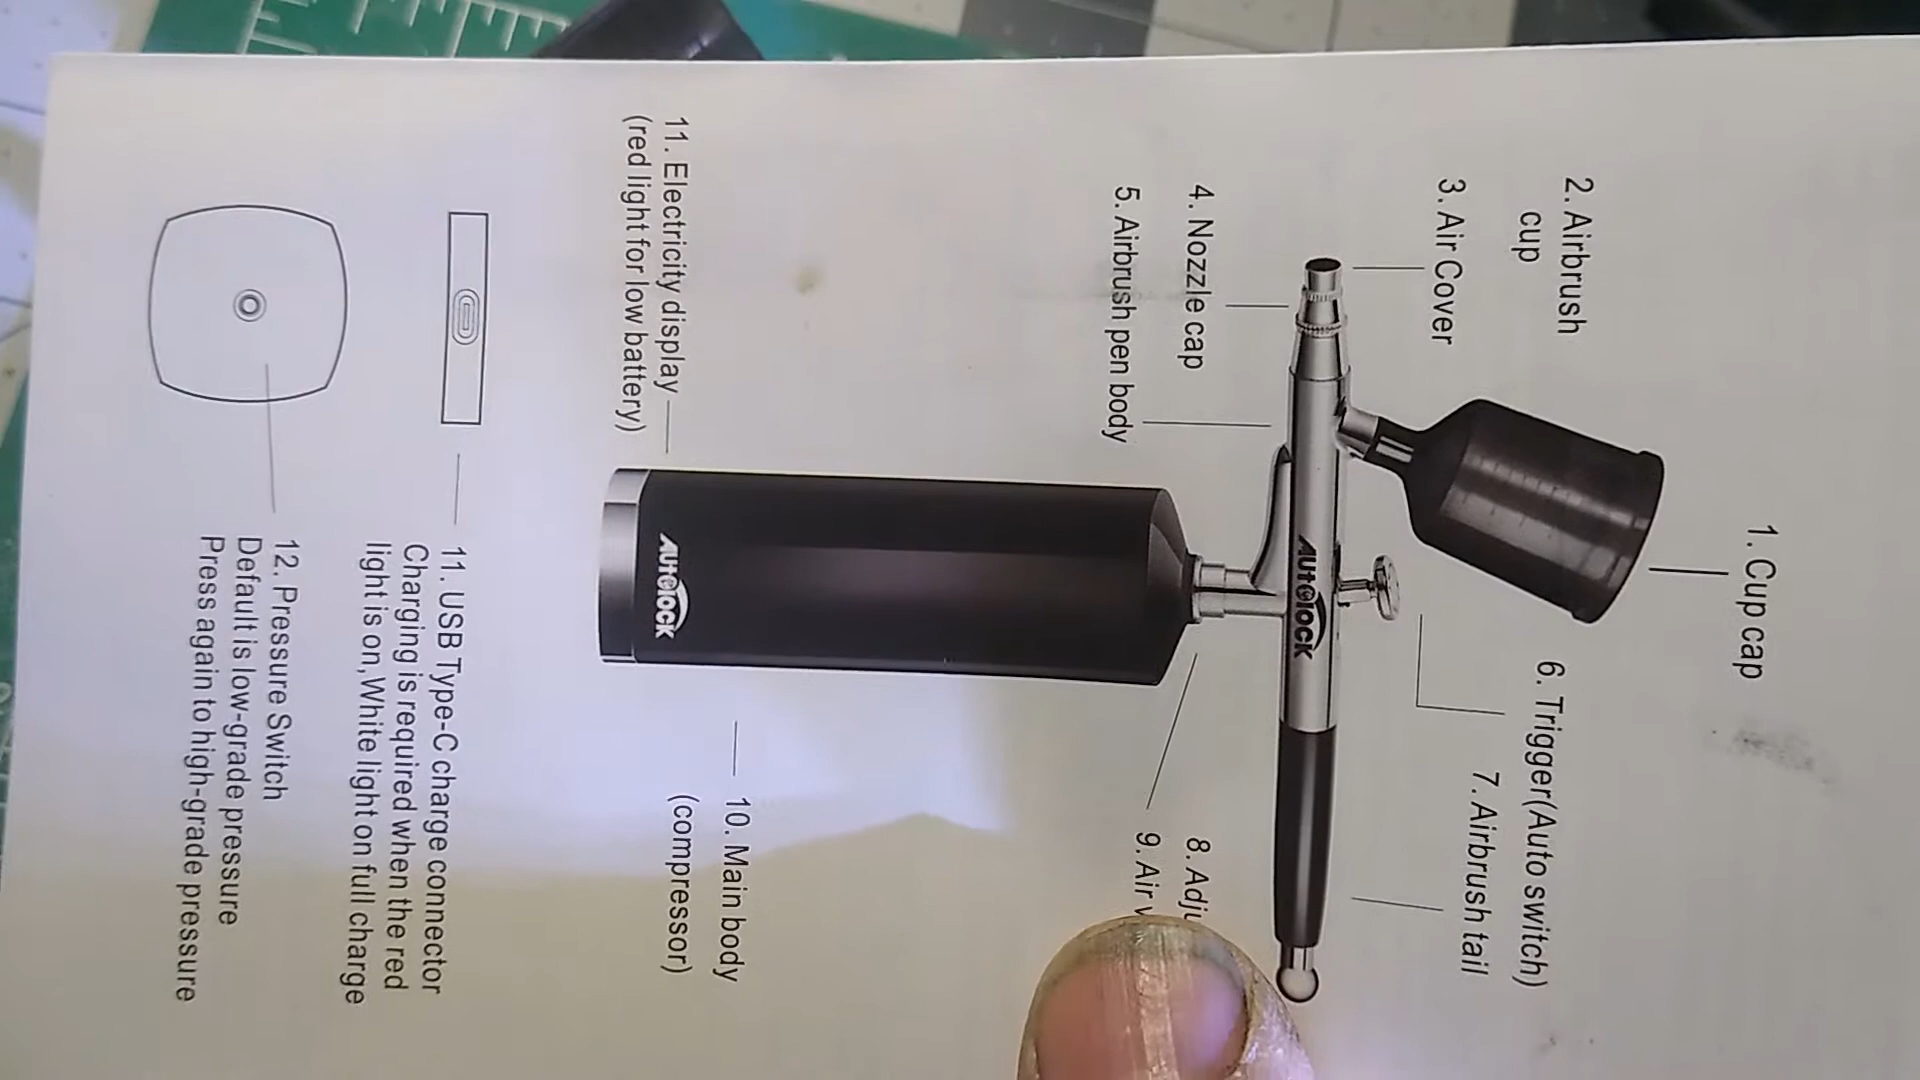 1. Cup cap
2. Airbrush
cup
3. Air Cover
4. Nozzle cap
5. Airbrush pen body
6. Trigger(Auto switch)
7. Airbrush tail
8.
9. Air
AUtOlOCK
AUtOlOCK
10. Main body
(compressor)
11. Electricity display
(red light for low battery)
11. USB Type-C charge connector
Charging is required when the red
light is on,White light on full charge
12. Pressure Switch
Default is low-grade pressure
Press again to high-grade pressure